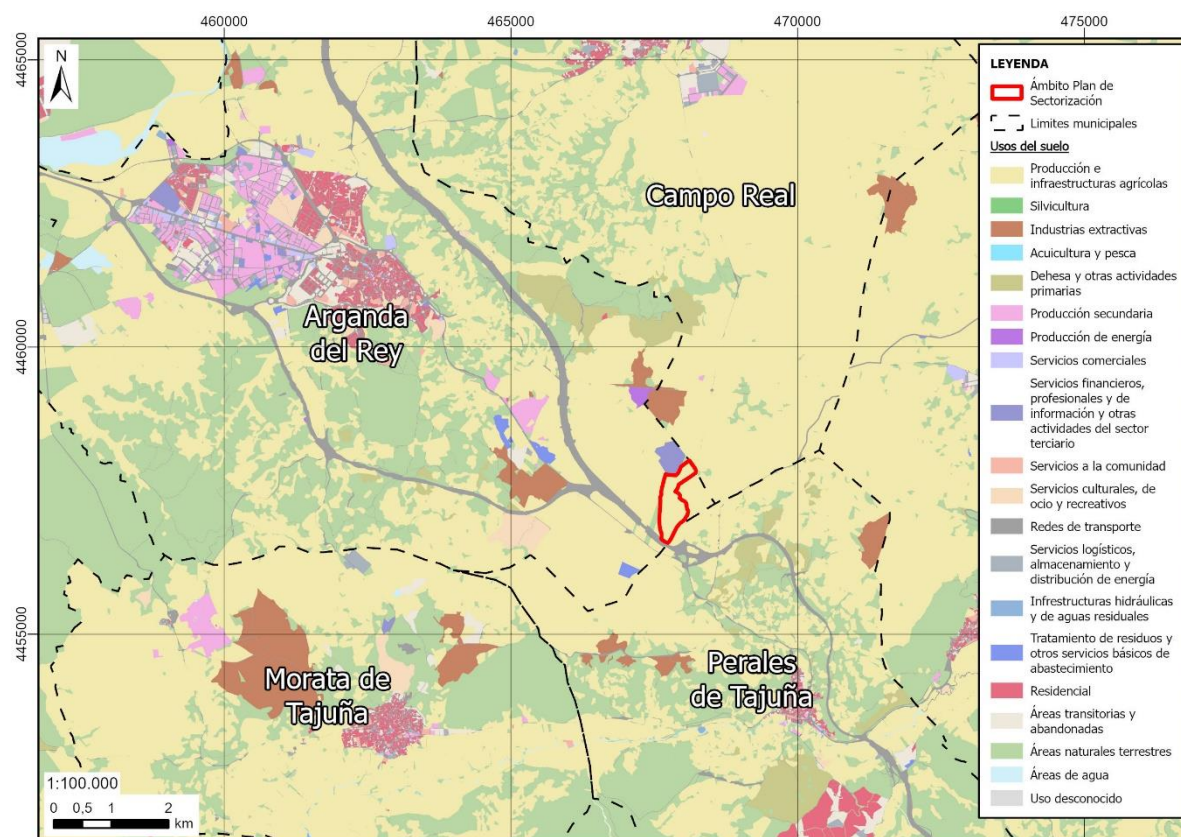 460000
465000
470000
475000
4465000
4460000
4455000
N
Campo Real
Arganda
del Rey
Morata de
Tajuña
Perales
de Tajuña
1:100.000
0 0,5 1 2
km
LEYENDA
Ámbito Plan de
Sectorización
Limites municipales
Usos del suelo
Producción e
infraestructuras agrícolas
Silvicultura
Industrias extractivas
Acuicultura y pesca
Dehesa y otras actividades
primarias
Producción secundaria
Producción de energía
Servicios comerciales
Servicios financieros,
profesionales y de
información y otras
actividades del sector
terciario
Servicios a la comunidad
Servicios culturales, de
ocio y recreativos
Redes de transporte
Servicios logísticos,
almacenamiento y
distribución de energía
Infrestructuras hidráulicas
y de aguas residuales
Tratamiento de residuos y
otros servicios básicos de
abastecimiento
Residencial
Áreas transitorias y
abandonadas
Áreas naturales terrestres
Áreas de agua
Uso desconocido